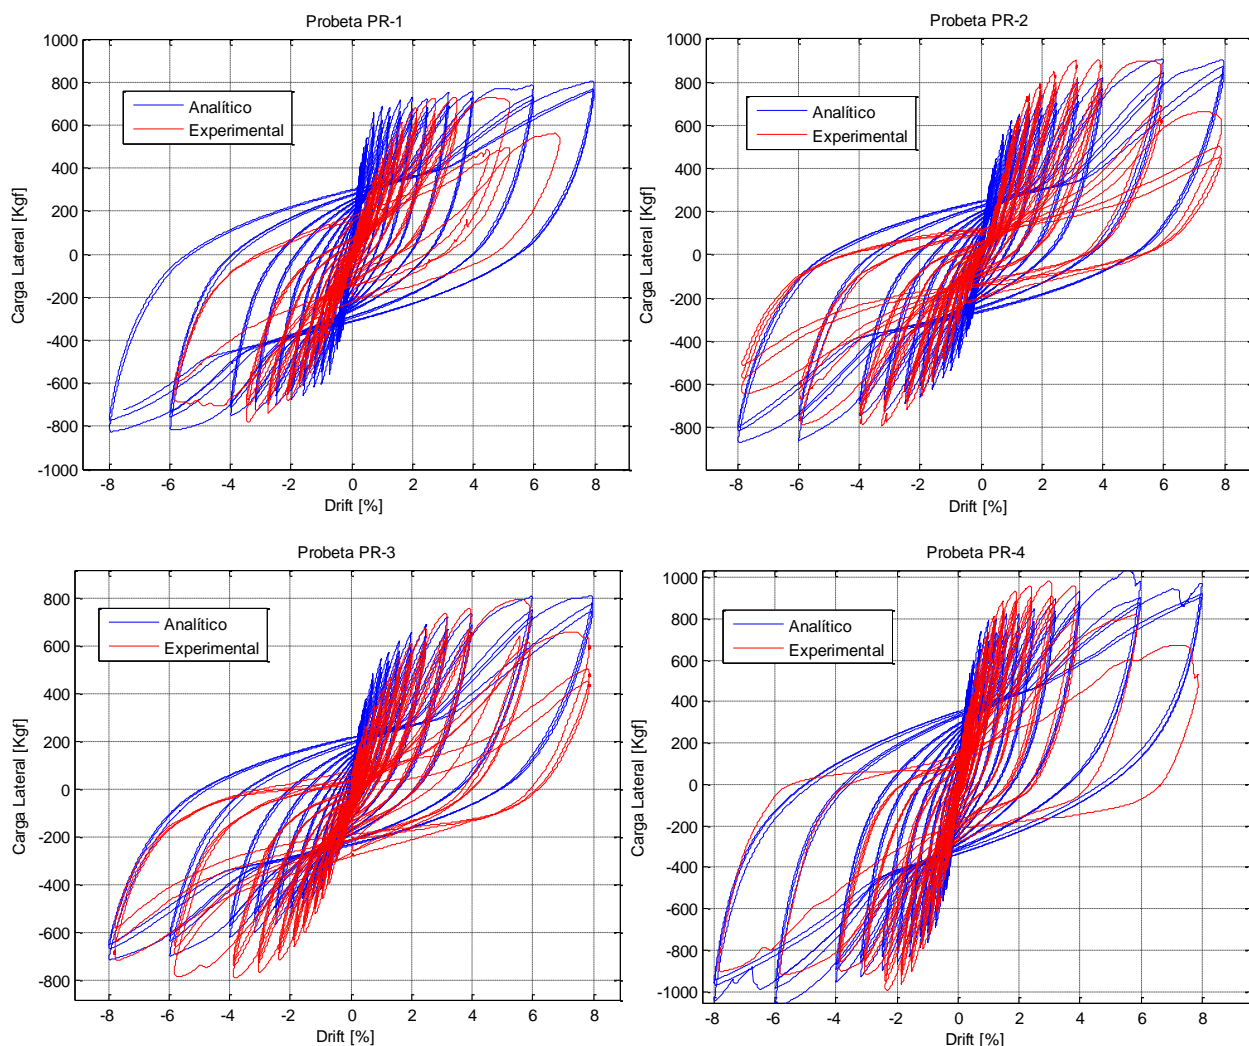 Probeta PR-1
1000
800
600
400
200
0
-200
-400
-600
-800
-1000
Carga Lateral [Kgf]
Analítico
Experimental
-8 -6 -4 -2 0 2 4 6 8
Drift [%]
Probeta PR-2
1000
800
600
400
200
0
-200
-400
-600
-800
Carga Lateral [Kgf]
Analítico
Experimental
-8 -6 -4 -2 0 2 4 6 8
Drift [%]
Probeta PR-3
800
600
400
200
0
-200
-400
-600
-800
Carga Lateral [Kgf]
Analítico
Experimental
-8 -6 -4 -2 0 2 4 6 8
Drift [%]
Probeta PR-4
1000
800
600
400
200
0
-200
-400
-600
-800
-1000
Carga Lateral [Kgf]
Analítico
Experimental
-8 -6 -4 -2 0 2 4 6 8
Drift [%]